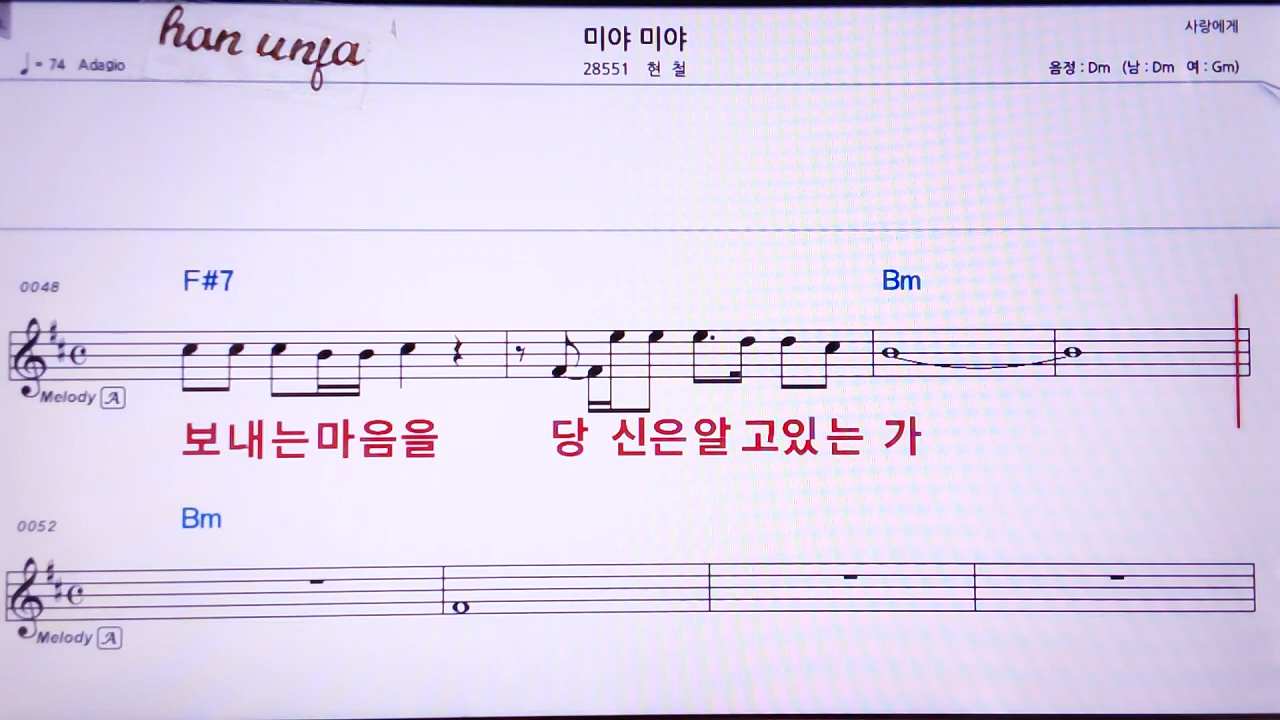 han unfa
미야 미야
사랑에게
♩= 74 Adagio
28551 현 철
음정 : Dm (남 : Dm 여 : Gm)
0048
F#7
Bm
Melody A
보내는마음을 당 신은알 고있는 가
0052
Bm
Melody A